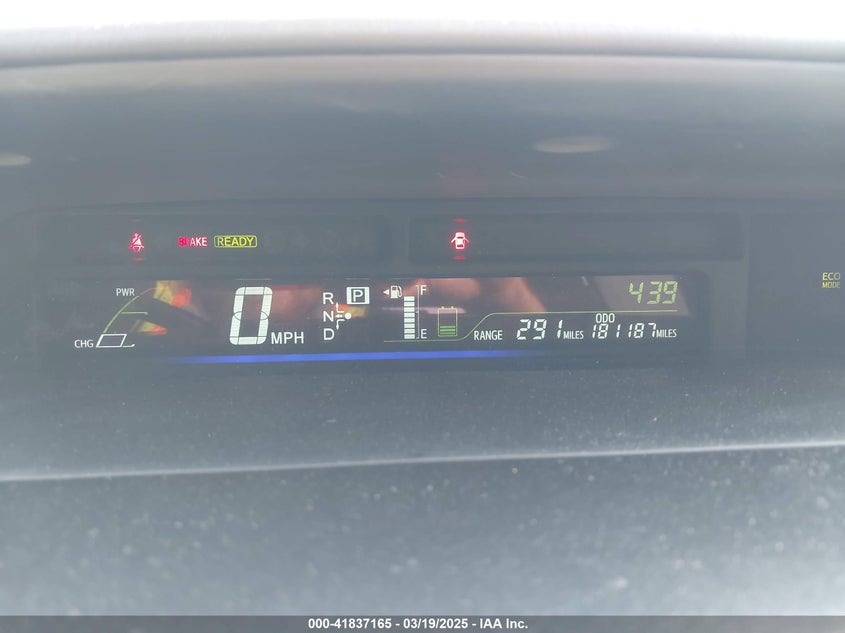 BRAKE READY
ECO MODE
PWR
CHG
0 MPH
R
N
D
P
F
E
439
RANGE 291 MILES
ODO
181187 MILES
000-41837165 - 03/19/2025 - IAA Inc.